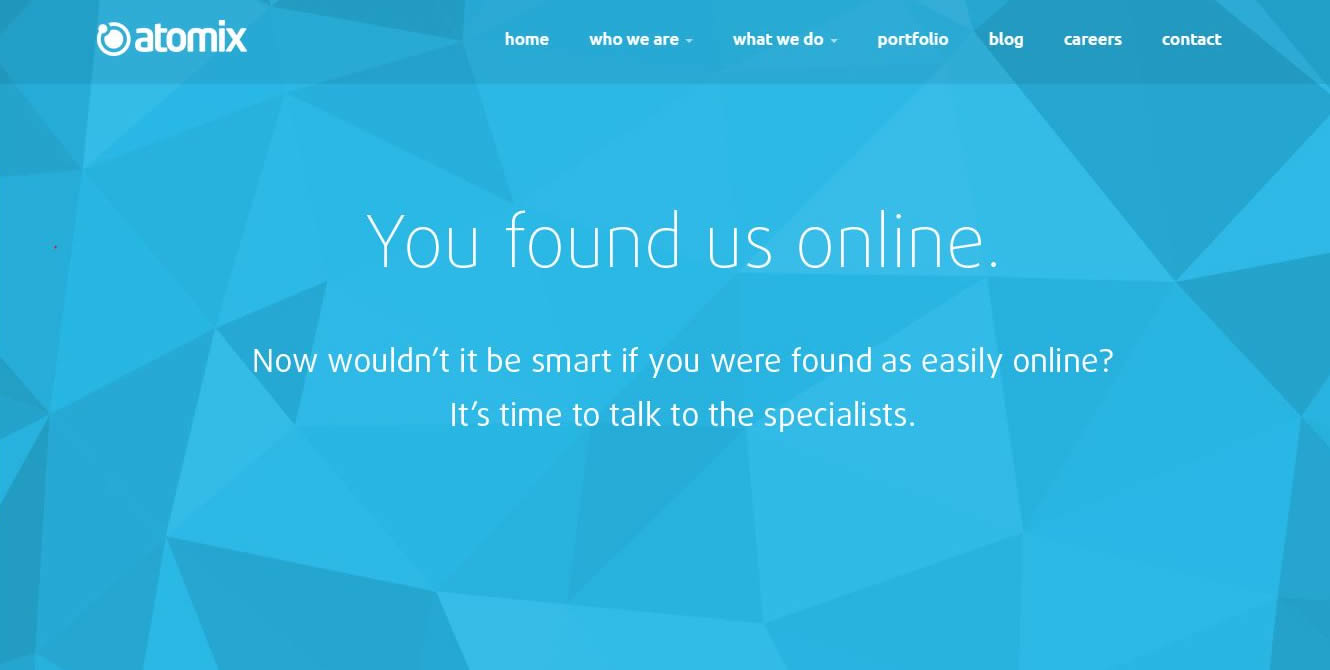 atomix
home who we are what we do portfolio blog careers contact
You found us online.
Now wouldn’t it be smart if you were found as easily online?
It’s time to talk to the specialists.